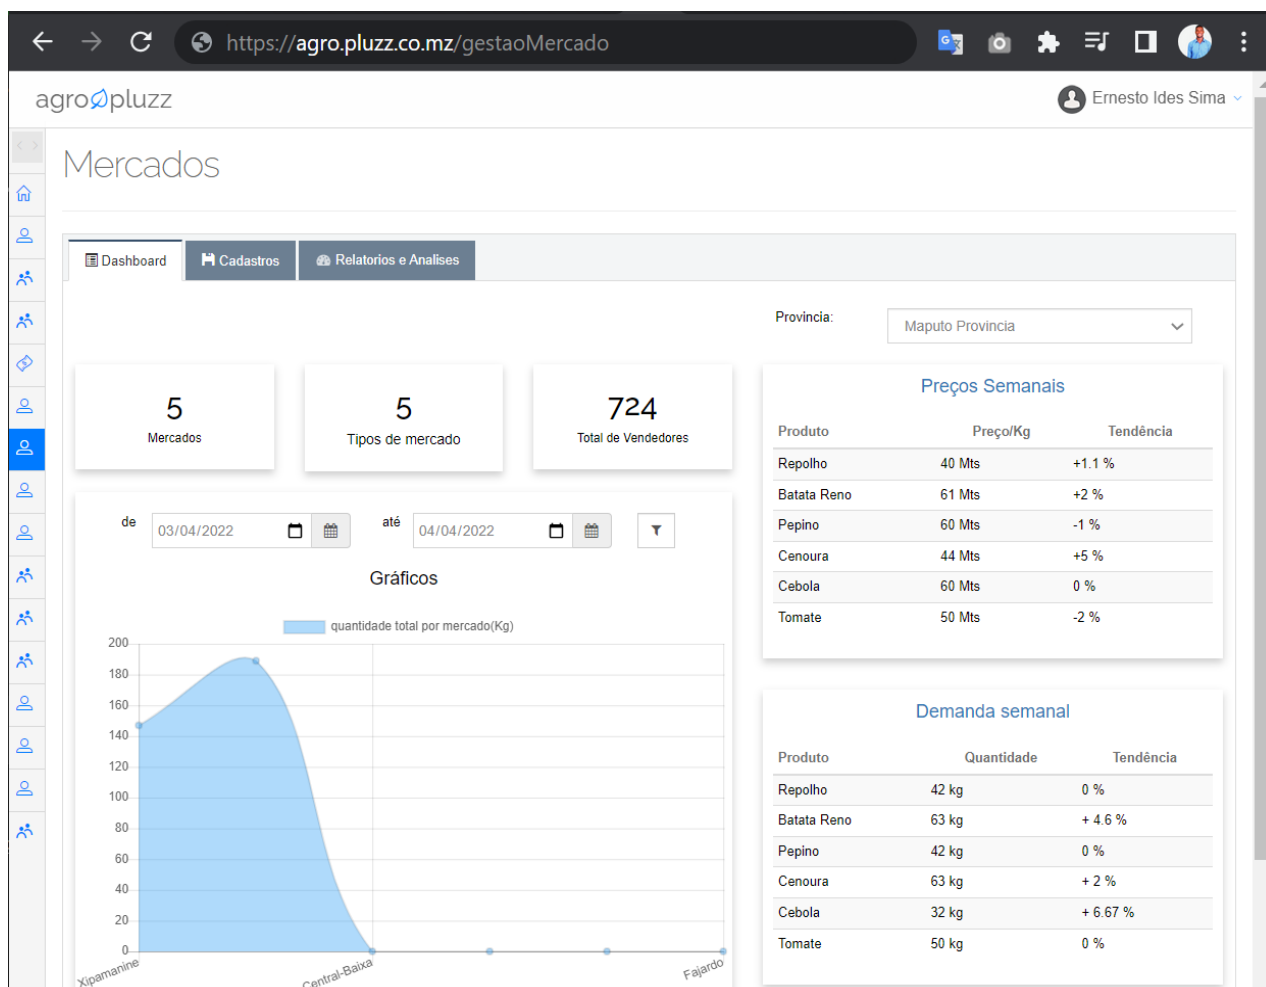 https://agro.pluzz.co.mz/gestaoMercado
agro pluzz
Ernesto Ides Sima
Mercados
Dashboard Cadastros Relatorios e Analises
Provincia: Maputo Provincia
5
Mercados
5
Tipos de mercado
724
Total de Vendedores
de 03/04/2022 até 04/04/2022
Gráficos
quantidade total por mercado(Kg)
200
180
160
140
120
100
80
60
40
20
0
Xipamanine Central-Baixa Fajardo
Preços Semanais
Produto Preço/Kg Tendência
Repolho 40 Mts +1.1 %
Batata Reno 61 Mts +2 %
Pepino 60 Mts -1 %
Cenoura 44 Mts +5 %
Cebola 60 Mts 0 %
Tomate 50 Mts -2 %
Demanda semanal
Produto Quantidade Tendência
Repolho 42 kg 0 %
Batata Reno 63 kg + 4.6 %
Pepino 42 kg 0 %
Cenoura 63 kg + 2 %
Cebola 32 kg + 6.67 %
Tomate 50 kg 0 %